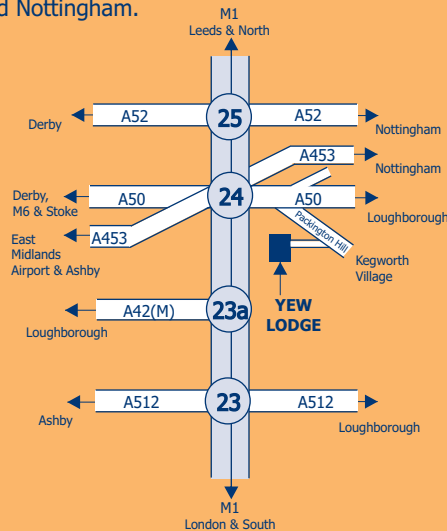 d Nottingham.
M1
Leeds & North
25
A52
A52
Derby
Nottingham
A453
Nottingham
24
A50
A50
Derby,
M6 & Stoke
Loughborough
A453
East
Midlands
Airport & Ashby
Packington Hill
Kegworth
Village
YEW
LODGE
23a
A42(M)
Loughborough
23
A512
A512
Ashby
Loughborough
M1
London & South